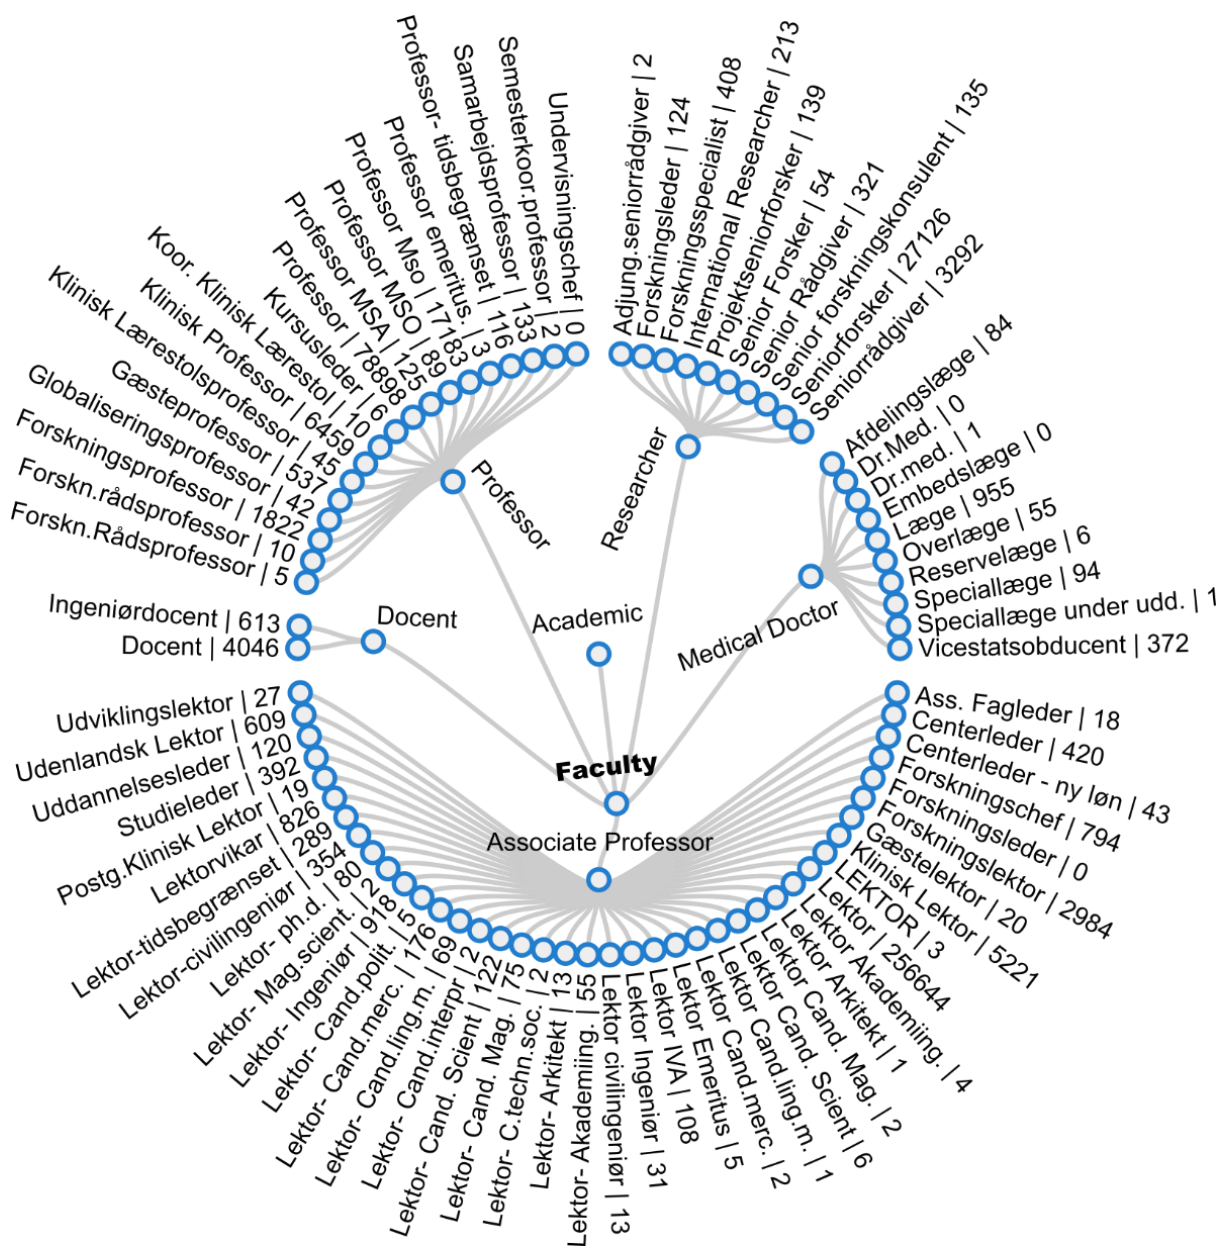 Faculty
Academic
Professor
Undervisningschef | 0
Semesterkoor.professor | 2
Samarbejdsprofessor | 2
Professor- tidsbegrænset | 133
Professor emeritus. | 116
Professor Mso | 3
Professor MSO | 17183
Professor MSA | 89
Professor | 125
Kursusleder | 78898
Koor. Klinisk Lærestol | 6
Klinisk Professor | 10
Klinisk Lærestolsprofessor | 6459
Gæsteprofessor | 45
Globaliseringsprofessor | 537
Forskningsprofessor | 42
Forskn.rådsprofessor | 1822
Forskn.Rådsprofessor | 10
5
Researcher
Adjung.seniorrådgiver | 2
Forskningsleder | 124
Forskningsspecialist | 408
International Researcher | 213
Projektseniorforsker | 139
Senior Forsker | 54
Senior Rådgiver | 321
Senior forskningskonsulent | 135
Seniorforsker | 27126
Seniorrådgiver | 3292
Medical Doctor
Afdelingslæge | 84
Dr.Med. | 0
Dr.med. | 1
Embedslæge | 0
Læge | 955
Overlæge | 55
Reservelæge | 6
Speciallæge | 94
Speciallæge under udd. | 1
Vicestatsobducent | 372
Docent
Ingeniørdocent | 613
Docent | 4046
Associate Professor
Ass. Fagleder | 18
Centerleder | 420
Centerleder - ny løn | 43
Forskningschef | 794
Forskningsleder | 0
Forskningslektor | 2984
Gæstelektor | 20
Klinisk Lektor | 5221
LEKTOR | 3
Lektor | 256644
Lektor Akademiing. | 4
Lektor Arkitekt | 1
Lektor Cand. Mag. | 2
Lektor Cand. Scient | 6
Lektor Cand.ling.m. | 1
Lektor Cand.merc. | 2
Lektor Emeritus | 5
Lektor IVA | 108
Lektor Ingeniør | 31
Lektor civilingeniør | 13
Lektor- Akademiing. | 55
Lektor- Arkitekt | 13
Lektor- C.techn.soc. | 2
Lektor- Cand. Mag. | 75
Lektor- Cand. Scient | 122
Lektor- Cand.interpr | 2
Lektor- Cand.ling.m. | 69
Lektor- Cand.merc. | 176
Lektor- Cand.polit. | 5
Lektor- Ingeniør | 918
Lektor- Mag.scient. | 2
Lektor- ph.d. | 80
Lektor-civilingeniør | 354
Lektor-tidsbegrænset | 289
Lektorvikar | 826
Postg.Klinisk Lektor | 19
Studieleder | 392
Uddannelsesleder | 120
Udenlandsk Lektor | 609
Udviklingslektor | 27